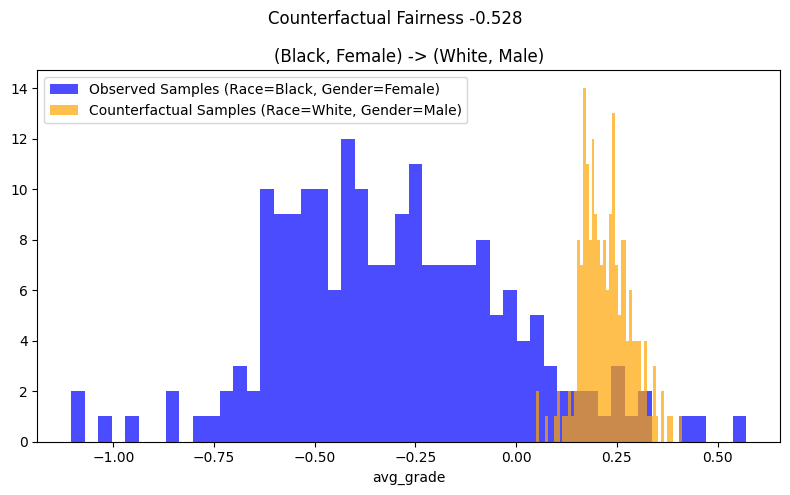 Counterfactual Fairness -0.528
(Black, Female) -> (White, Male)
Observed Samples (Race=Black, Gender=Female)
Counterfactual Samples (Race=White, Gender=Male)
14
12
10
8
6
4
2
0
−1.00 −0.75 −0.50 −0.25 0.00 0.25 0.50
avg_grade